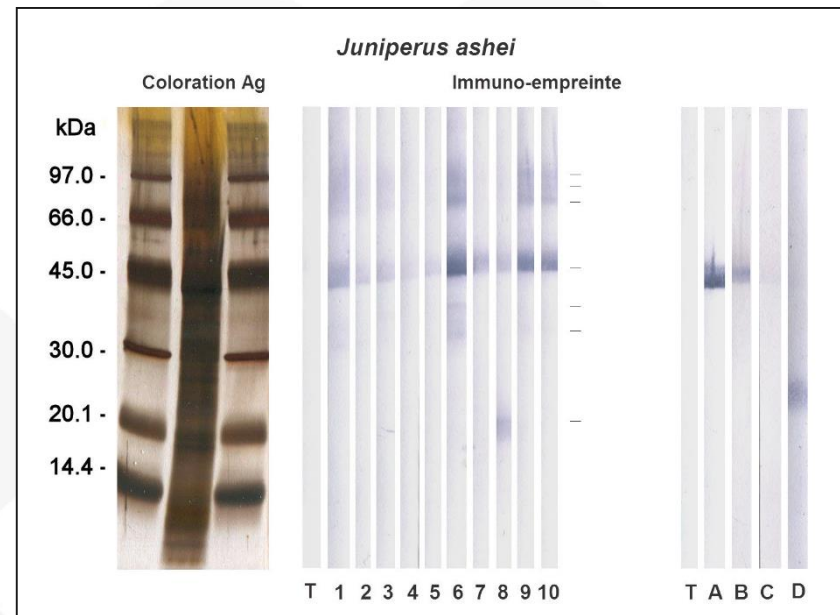 Juniperus ashei
Coloration Ag
Immuno-empreinte
kDa
97.0 -
66.0 -
45.0 -
30.0 -
20.1 -
14.4 -
T 1 2 3 4 5 6 7 8 9 10
T A B C D